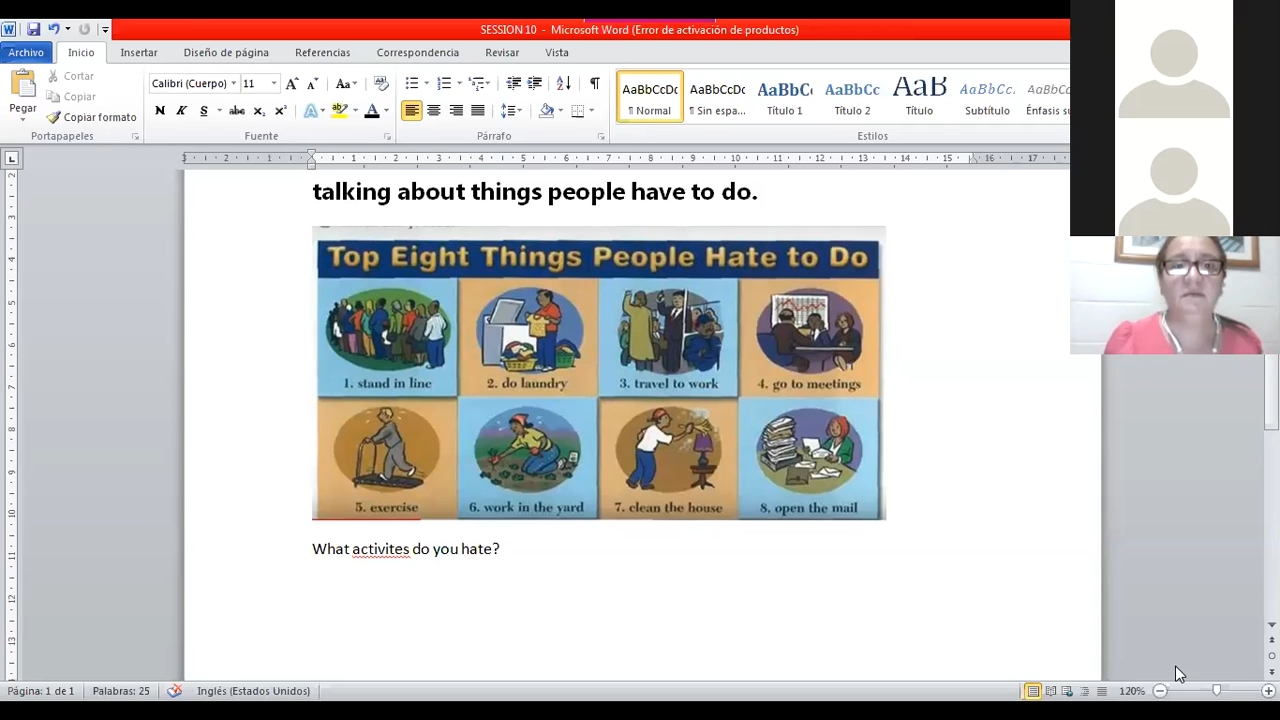 SESSION 10 - Microsoft Word (Error de activación de productos)
Archivo Inicio Insertar Diseño de página Referencias Correspondencia Revisar Vista
Cortar
Copiar
Pegar
Copiar formato
Portapapeles
Calibri (Cuerpo) 11
Fuente
Párrafo
AaBbCcDc AaBbCcDc AaBbC AaBbCc AaB AaBbCc. AaBbCc
¶ Normal ¶ Sin espa... Título 1 Título 2 Título Subtítulo Énfasis
Estilos
talking about things people have to do.
Top Eight Things People Hate to Do
1. stand in line
2. do laundry
3. travel to work
4. go to meetings
5. exercise
6. work in the yard
7. clean the house
8. open the mail
What activites do you hate?
Página: 1 de 1 Palabras: 25 Inglés (Estados Unidos) 120%